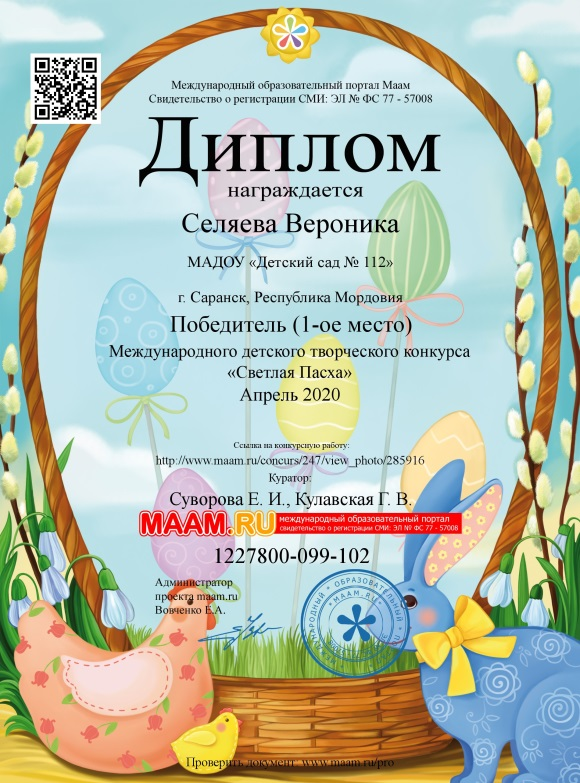 Международный образовательный портал Маам
Свидетельство о регистрации СМИ: ЭЛ № ФС 77 - 57008
Диплом
награждается
Селяева Вероника
МАДОУ «Детский сад № 112»
г. Саранск, Республика Мордовия
Победитель (1-ое место)
Международного детского творческого конкурса
«Светлая Пасха»
Апрель 2020
Ссылка на конкурсную работу:
http://www.maam.ru/concurs/247/view_photo/285916
Куратор:
Суворова Е. И., Кулавская Г. В.
MAAM.RU
международный образовательный портал
свидетельство о регистрации СМИ: ЭЛ № ФС 77 - 57008
1227800-099-102
Администратор
проекта maam.ru
Вовченко Е.А.
МЕЖДУНАРОДНЫЙ • ОБРАЗОВАТЕЛЬНЫЙ
MAAM.RU
Проверить документ: www.maam.ru/pro